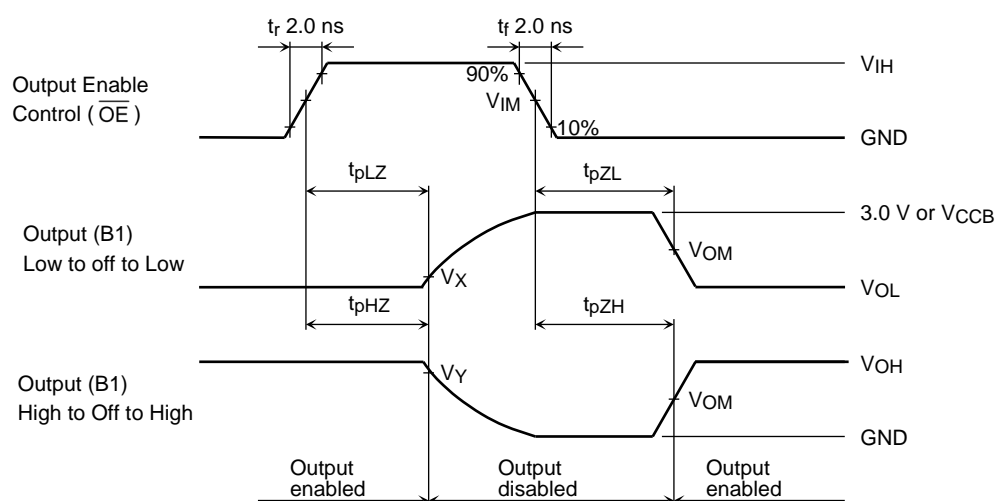 tr 2.0 ns
tf 2.0 ns
Output Enable
Control ( OE )
90%
VIM
10%
VIH
GND
tpLZ
tpZL
Output (B1)
Low to off to Low
3.0 V or VCCB
VX
VOM
VOL
tpHZ
tpZH
Output (B1)
High to Off to High
VY
VOM
VOH
GND
Output
enabled
Output
disabled
Output
enabled